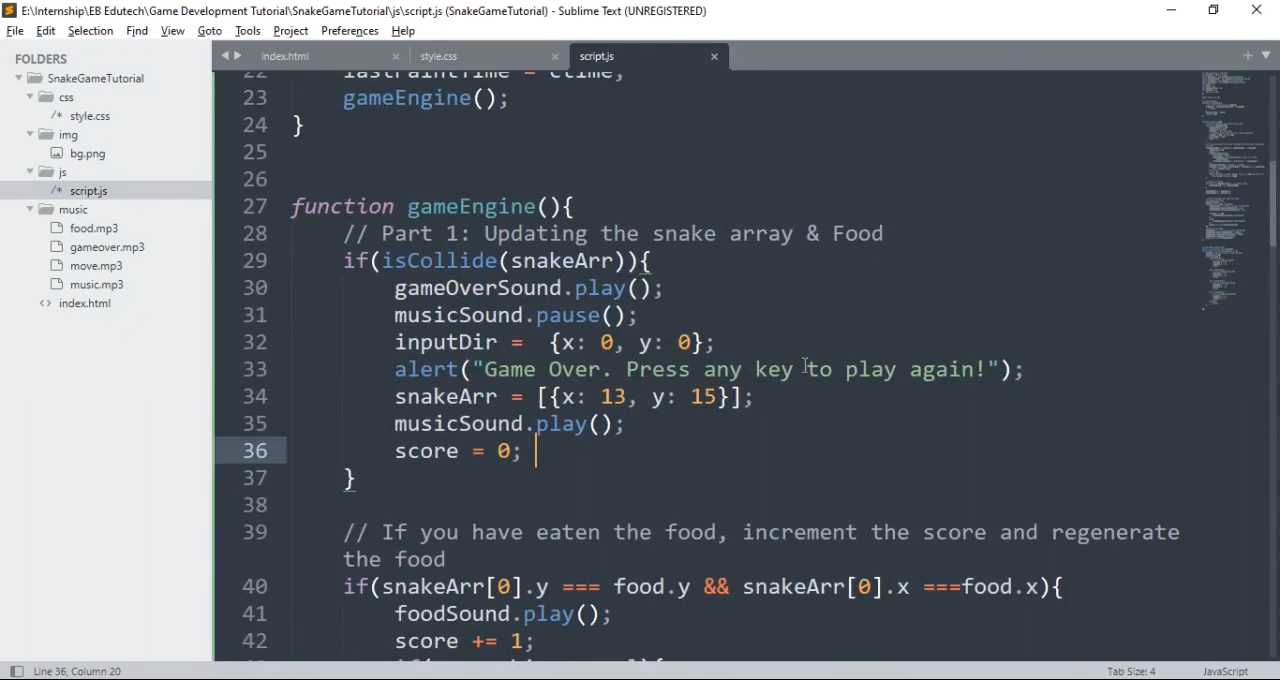 E:\Internship\EB Edutech\Game Development Tutorial\SnakeGameTutorial\js\script.js (SnakeGameTutorial) - Sublime Text (UNREGISTERED)
File Edit Selection Find View Goto Tools Project Preferences Help
FOLDERS
SnakeGameTutorial
css
/* style.css
img
bg.png
js
/* script.js
music
food.mp3
gameover.mp3
move.mp3
music.mp3
<> index.html
index.html style.css script.js
22 lastPaintTime = ctime;
23 gameEngine();
24 }
25
26
27 function gameEngine(){
28 // Part 1: Updating the snake array & Food
29 if(isCollide(snakeArr)){
30 gameOverSound.play();
31 musicSound.pause();
32 inputDir =  {x: 0, y: 0};
33 alert("Game Over. Press any key to play again!");
34 snakeArr = [{x: 13, y: 15}];
35 musicSound.play();
36 score = 0;
37 }
38
39 // If you have eaten the food, increment the score and regenerate
the food
40 if(snakeArr[0].y === food.y && snakeArr[0].x ===food.x){
41 foodSound.play();
42 score += 1;
Line 36, Column 20 Tab Size: 4 JavaScript